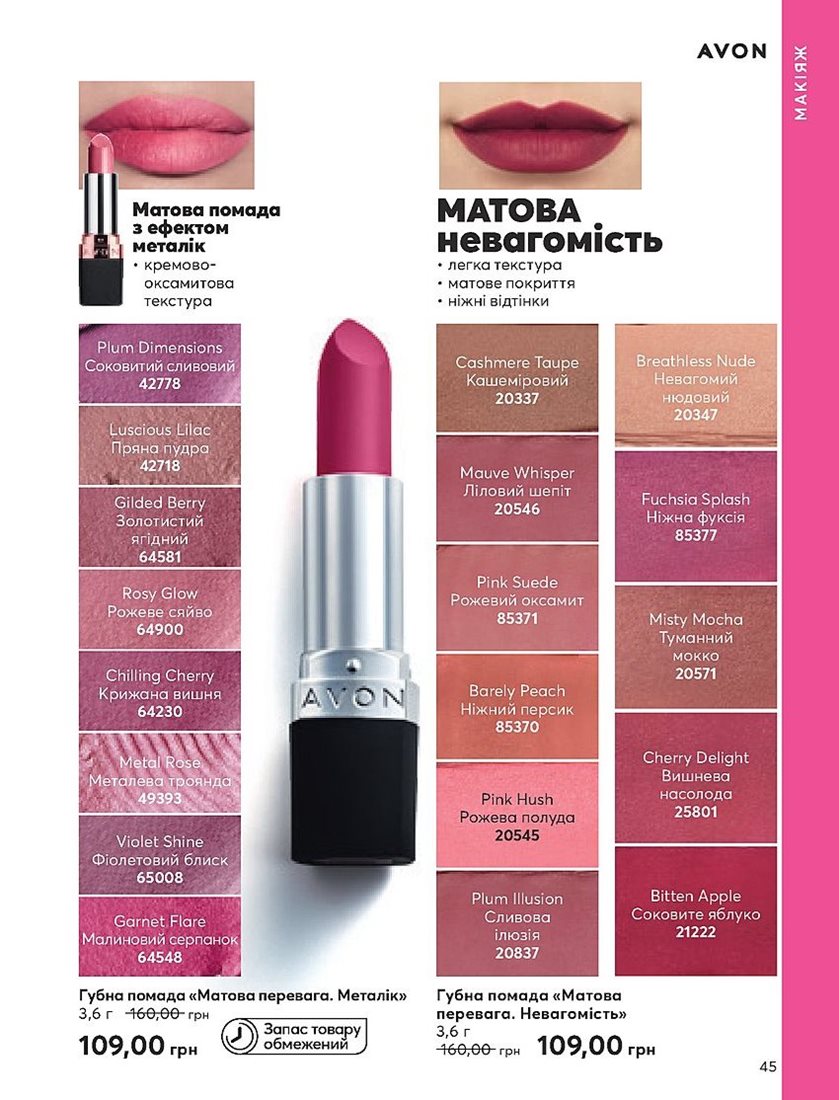 AVON
МАКІЯЖ
Матова помада
з ефектом
металік
• кремово-
оксамитова
текстура
МАТОВА
невагомість
• легка текстура
• матове покриття
• ніжні відтінки
Plum Dimensions
Соковитий сливовий
42778
Luscious Lilac
Пряна пудра
42718
Gilded Berry
Золотистий
ягідний
64581
Rosy Glow
Рожеве сяйво
64900
Chilling Cherry
Крижана вишня
64230
Metal Rose
Металева троянда
49393
Violet Shine
Фіолетовий блиск
65008
Garnet Flare
Малиновий серпанок
64548
AVON
Cashmere Taupe
Кашеміровий
20337
Mauve Whisper
Ліловий шепіт
20546
Pink Suede
Рожевий оксамит
85371
Barely Peach
Ніжний персик
85370
Pink Hush
Рожева полуда
20545
Plum Illusion
Сливова
ілюзія
20837
Breathless Nude
Невагомий
нюдовий
20347
Fuchsia Splash
Ніжна фуксія
85377
Misty Mocha
Туманний
мокко
20571
Cherry Delight
Вишнева
насолода
25801
Bitten Apple
Соковите яблуко
21222
Губна помада «Матова перевага. Металік»
3,6 г 160,00 грн
109,00 грн
Запас товару
обмежений
Губна помада «Матова
перевага. Невагомість»
3,6 г
160,00 грн 109,00 грн
45